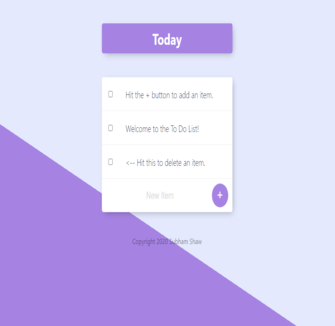 Today
Hit the + button to add an item.
Welcome to the To Do List!
<-- Hit this to delete an item.
New Item
+
Copyright 2020 Subham Shaw